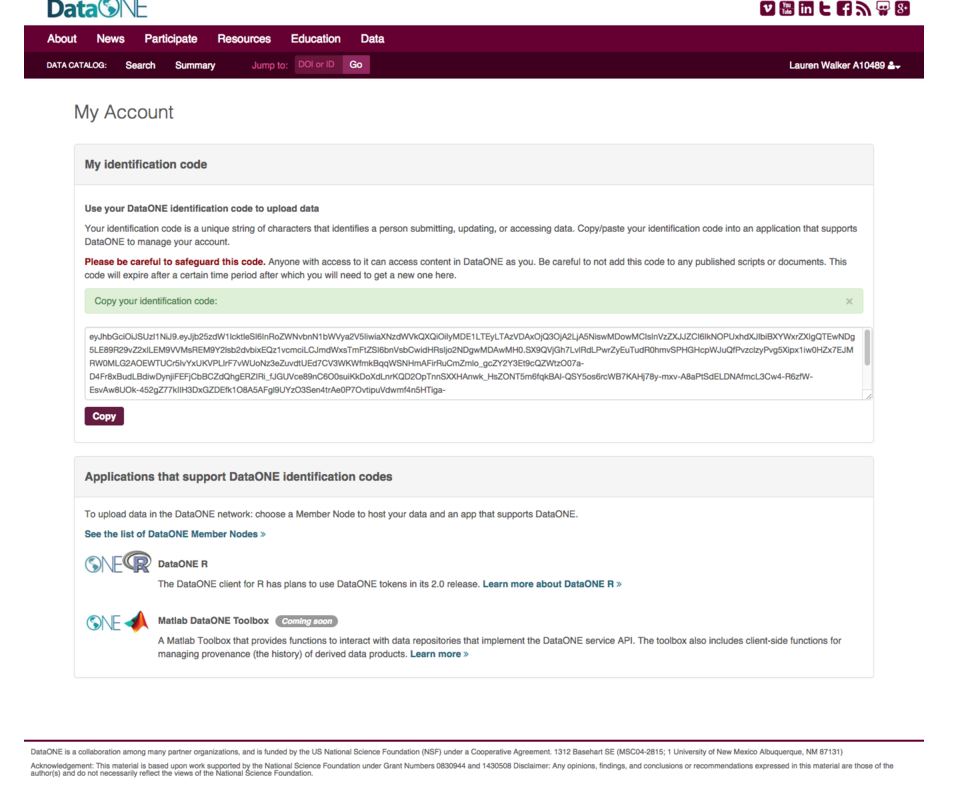 DataONE
About News Participate Resources Education Data
DATA CATALOG: Search Summary Jump to: DOI or ID Go Lauren Walker A10489
My Account
My identification code
Use your DataONE identification code to upload data
Your identification code is a unique string of characters that identifies a person submitting, updating, or accessing data. Copy/paste your identification code into an application that supports
DataONE to manage your account.
Please be careful to safeguard this code. Anyone with access to it can access content in DataONE as you. Be careful to not add this code to any published scripts or documents. This
code will expire after a certain time period after which you will need to get a new one here.
Copy your identification code: ×
Copy
Applications that support DataONE identification codes
To upload data in the DataONE network: choose a Member Node to host your data and an app that supports DataONE.
See the list of DataONE Member Nodes »
ONE R DataONE R
The DataONE client for R has plans to use DataONE tokens in its 2.0 release. Learn more about DataONE R »
ONE Matlab DataONE Toolbox Coming soon
A Matlab Toolbox that provides functions to interact with data repositories that implement the DataONE service API. The toolbox also includes client-side functions for
managing provenance (the history) of derived data products. Learn more »
DataONE is a collaboration among many partner organizations, and is funded by the US National Science Foundation (NSF) under a Cooperative Agreement. 1312 Basehart SE (MSC04-2815; 1 University of New Mexico Albuquerque, NM 87131)
Acknowledgement: This material is based upon work supported by the National Science Foundation under Grant Numbers 0830944 and 1430508 Disclaimer: Any opinions, findings, and conclusions or recommendations expressed in this material are those of the
author(s) and do not necessarily reflect the views of the National Science Foundation.